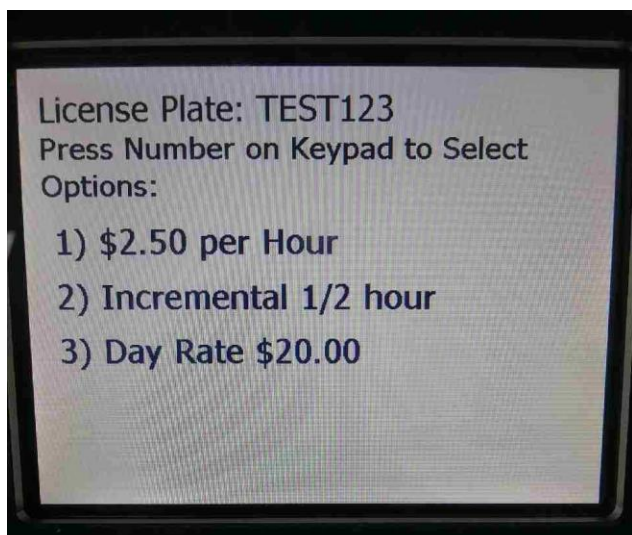 License Plate: TEST123
Press Number on Keypad to Select
Options:
1) $2.50 per Hour
2) Incremental 1/2 hour
3) Day Rate $20.00